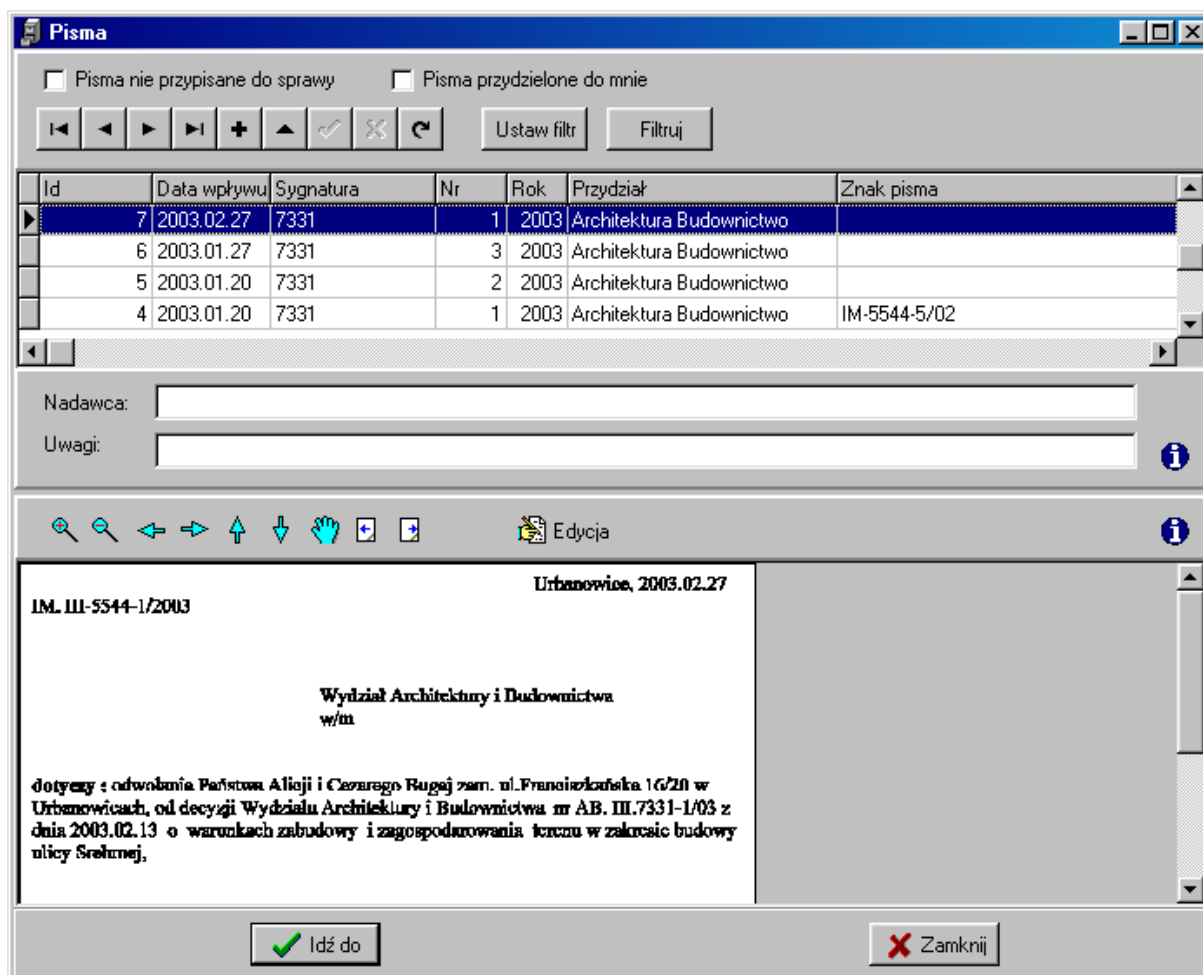 Pisma
Pisma nie przypisane do sprawy Pisma przydzielone do mnie
Ustaw filtr Filtruj
Id Data wpływu Sygnatura Nr Rok Przydział Znak pisma
7 2003.02.27 7331 1 2003 Architektura Budownictwo
6 2003.01.27 7331 3 2003 Architektura Budownictwo
5 2003.01.20 7331 2 2003 Architektura Budownictwo
4 2003.01.20 7331 1 2003 Architektura Budownictwo IM-5544-5/02
Nadawca:
Uwagi:
Edycja
Urbanowice, 2003.02.27
IM. III-5544-1/2003
Wydział Architektury i Budownictwa
w/m
dotyczy : odwołania Państwa Alicji i Cezarego Rugaj zam. ul.Franciszkańska 16/20 w
Urbanowicach, od decyzji Wydziału Architektury i Budownictwa nr AB. III.7331-1/03 z
dnia 2003.02.13 o warunkach zabudowy i zagospodarowania terenu w zakresie budowy
ulicy
Idź do Zamknij